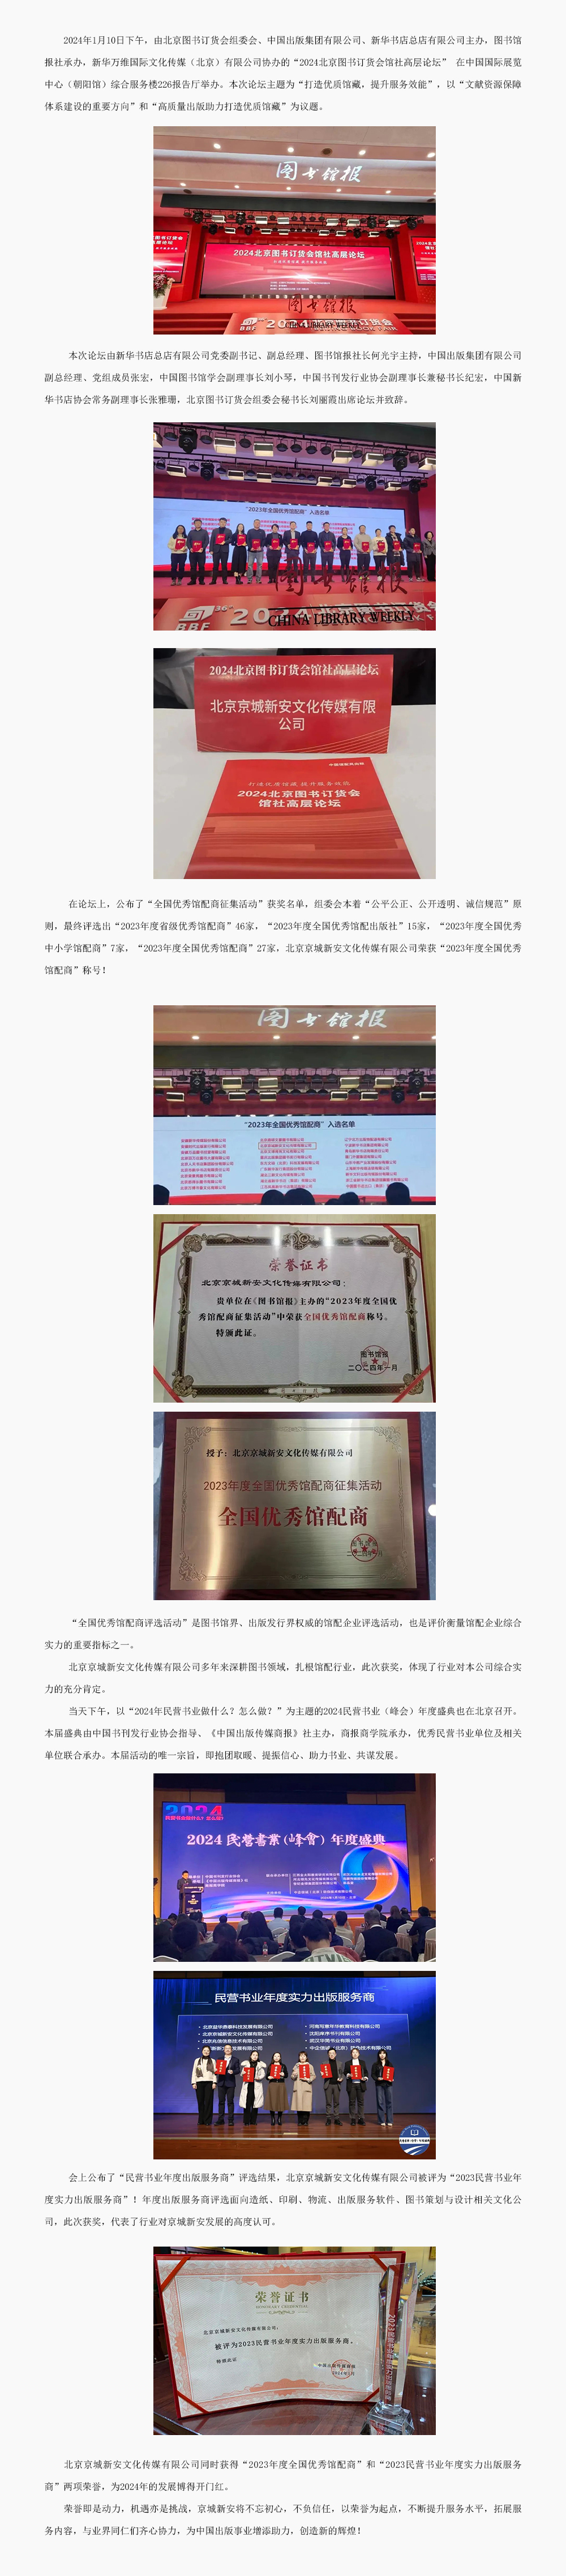 2024年1月10日下午，由北京图书订货会组委会、中国出版集团有限公司、新华书店总店有限公司主办，图书馆
报社承办，新华万维国际文化传媒（北京）有限公司协办的“2024北京图书订货会馆社高层论坛” 在中国国际展览
中心（朝阳馆）综合服务楼226报告厅举办。本次论坛主题为“打造优质馆藏，提升服务效能”，以“文献资源保障
体系建设的重要方向”和“高质量出版助力打造优质馆藏”为议题。
图书馆报
2024北京图书订货会馆社高层论坛
图书馆报
CHINA LIBRARY WEEKLY
本次论坛由新华书店总店有限公司党委副书记、副总经理、图书馆报社长何光宇主持，中国出版集团有限公司
副总经理、党组成员张宏，中国图书馆学会副理事长刘小琴，中国书刊发行业协会副理事长兼秘书长纪宏，中国新
华书店协会常务副理事长张雅珊，北京图书订货会组委会秘书长刘丽霞出席论坛并致辞。
“2023年全国优秀馆配商”入选名单
图书馆报
CHINA LIBRARY WEEKLY
2024北京图书订货会馆社高层论坛
北京京城新安文化传媒有限
公司
打造优质馆藏 提升服务效能
2024北京图书订货会
馆社高层论坛
在论坛上，公布了“全国优秀馆配商征集活动”获奖名单，组委会本着“公平公正、公开透明、诚信规范”原
则，最终评选出“2023年度省级优秀馆配商”46家，“2023年度全国优秀馆配出版社”15家，“2023年度全国优秀
中小学馆配商”7家，“2023年度全国优秀馆配商”27家，北京京城新安文化传媒有限公司荣获“2023年度全国优秀
馆配商”称号！
图书馆报
“2023年全国优秀馆配商”入选名单
荣誉证书
北京京城新安文化传媒有限公司：
贵单位在《图书馆报》主办的“2023年度全国优
秀馆配商征集活动”中荣获全国优秀馆配商称号。
特颁此证。
图书馆报
二〇二四年一月
授予：北京京城新安文化传媒有限公司
2023年度全国优秀馆配商征集活动
全国优秀馆配商
“全国优秀馆配商评选活动”是图书馆界、出版发行界权威的馆配企业评选活动，也是评价衡量馆配企业综合
实力的重要指标之一。
北京京城新安文化传媒有限公司多年来深耕图书领域，扎根馆配行业，此次获奖，体现了行业对本公司综合实
力的充分肯定。
当天下午，以“2024年民营书业做什么？怎么做？”为主题的2024民营书业（峰会）年度盛典也在北京召开。
本届盛典由中国书刊发行业协会指导、《中国出版传媒商报》社主办，商报商学院承办，优秀民营书业单位及相关
单位联合承办。本届活动的唯一宗旨，即抱团取暖、提振信心、助力书业、共谋发展。
2024
2024 民营書業（峰會）年度盛典
民营书业年度实力出版服务商
会上公布了“民营书业年度出版服务商”评选结果，北京京城新安文化传媒有限公司被评为“2023民营书业年
度实力出版服务商”！年度出版服务商评选面向造纸、印刷、物流、出版服务软件、图书策划与设计相关文化公
司，此次获奖，代表了行业对京城新安发展的高度认可。
荣誉证书
北京京城新安文化传媒有限公司：
被评为2023民营书业年度实力出版服务商。
特颁此证
2023民营书业年度实力出版服务商
北京京城新安文化传媒有限公司同时获得“2023年度全国优秀馆配商”和“2023民营书业年度实力出版服务
商”两项荣誉，为2024年的发展博得开门红。
荣誉即是动力，机遇亦是挑战，京城新安将不忘初心，不负信任，以荣誉为起点，不断提升服务水平，拓展服
务内容，与业界同仁们齐心协力，为中国出版事业增添助力，创造新的辉煌！